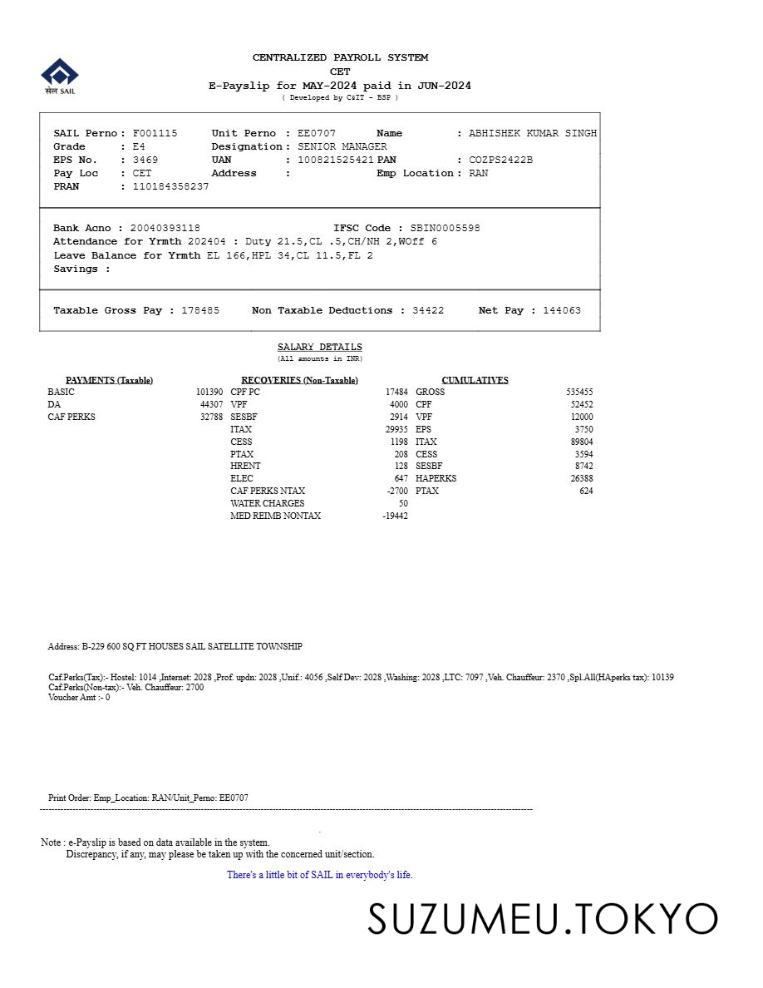 CENTRALIZED PAYROLL SYSTEM
CET
E-Payslip for MAY-2024 paid in JUN-2024
( Developed by C&IT - BSP )
सेल SAIL
SAIL Perno : F001115 Unit Perno : EE0707 Name : ABHISHEK KUMAR SINGH
Grade : E4 Designation : SENIOR MANAGER
EPS No. : 3469 UAN : 100821525421 PAN : COZPS2422B
Pay Loc : CET Address : Emp Location : RAN
PRAN : 110184358237
Bank Acno : 20040393118 IFSC Code : SBIN0005598
Attendance for Yrmth 202404 : Duty 21.5,CL .5,CH/NH 2,WOff 6
Leave Balance for Yrmth EL 166,HPL 34,CL 11.5,FL 2
Savings :
Taxable Gross Pay : 178485 Non Taxable Deductions : 34422 Net Pay : 144063
SALARY DETAILS
(All amounts in INR)
PAYMENTS (Taxable) RECOVERIES (Non-Taxable) CUMULATIVES
BASIC 101390 CPF PC 17484 GROSS 535455
DA 44307 VPF 4000 CPF 52452
CAF PERKS 32788 SESBF 2914 VPF 12000
ITAX 29935 EPS 3750
CESS 1198 ITAX 89804
PTAX 208 CESS 3594
HRENT 128 SESBF 8742
ELEC 647 HAPERKS 26388
CAF PERKS NTAX -2700 PTAX 624
WATER CHARGES 50
MED REIMB NONTAX -19442
Address: B-229 600 SQ FT HOUSES SAIL SATELLITE TOWNSHIP
Caf.Perks(Tax):- Hostel: 1014 ,Internet: 2028 ,Prof. updn: 2028 ,Unif.: 4056 ,Self Dev: 2028 ,Washing: 2028 ,LTC: 7097 ,Veh. Chauffeur: 2370 ,Spl.All(HAperks tax): 10139
Caf.Perks(Non-tax):- Veh. Chauffeur: 2700
Voucher Amt :- 0
Print Order: Emp_Location: RAN/Unit_Perno: EE0707
Note : e-Payslip is based on data available in the system.
Discrepancy, if any, may please be taken up with the concerned unit/section.
There's a little bit of SAIL in everybody's life.
SUZUMEU.TOKYO